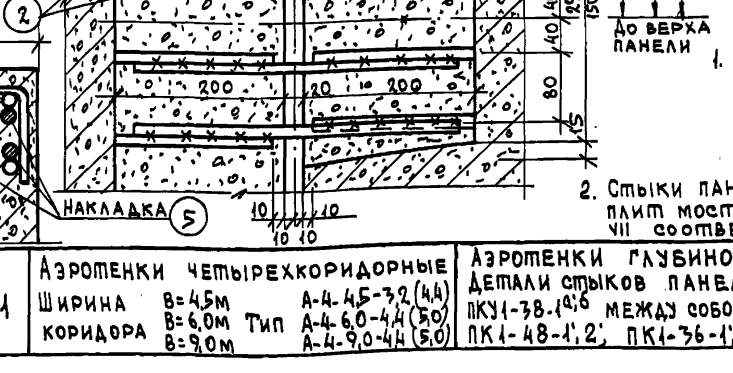 2
40
150
ДО ВЕРХА
ПАНЕЛИ
1.
200 20 200
80
15
НАКЛАДКА 5
10 10
10 10
2. СТЫКИ ПАН
ПЛИТ МОСТ
VII СООТВЕ
1
АЭРОТЕНКИ ЧЕТЫРЕХКОРИДОРНЫЕ
ШИРИНА КОРИДОРА
B=4,5м
B=6,0м
B=9,0м
ТИП
А-4-4,5-3,2(4,4)
А-4-6,0-4,4(5,0)
А-4-9,0-4,4(5,0)
АЭРОТЕНКИ ГЛУБИНО
ДЕТАЛИ СТЫКОВ ПАНЕЛ
ПКУ1-38-1а,б МЕЖДУ СОБО
ПК1-48-1,2; ПК1-36-1;